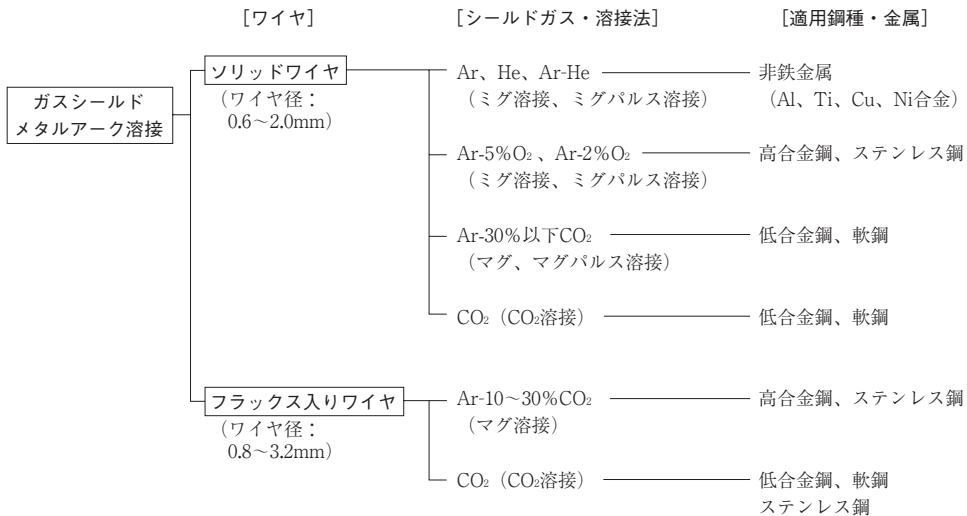 ［ワイヤ］
［シールドガス・溶接法］
［適用鋼種・金属］
ガスシールド
メタルアーク溶接
ソリッドワイヤ
（ワイヤ径：
0.6～2.0mm）
Ar、He、Ar-He
（ミグ溶接、ミグパルス溶接）
非鉄金属
（Al、Ti、Cu、Ni合金）
Ar-5%O₂、Ar-2%O₂
（ミグ溶接、ミグパルス溶接）
高合金鋼、ステンレス鋼
Ar-30%以下CO₂
（マグ、マグパルス溶接）
低合金鋼、軟鋼
CO₂（CO₂溶接）
低合金鋼、軟鋼
フラックス入りワイヤ
（ワイヤ径：
0.8～3.2mm）
Ar-10～30%CO₂
（マグ溶接）
高合金鋼、ステンレス鋼
CO₂（CO₂溶接）
低合金鋼、軟鋼
ステンレス鋼